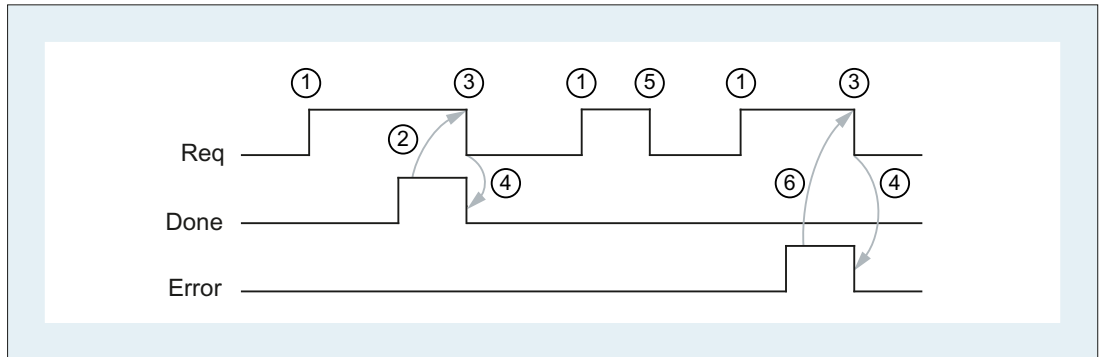 ① ③ ① ⑤ ① ③
②
Req
④ ⑥ ④
Done
Error